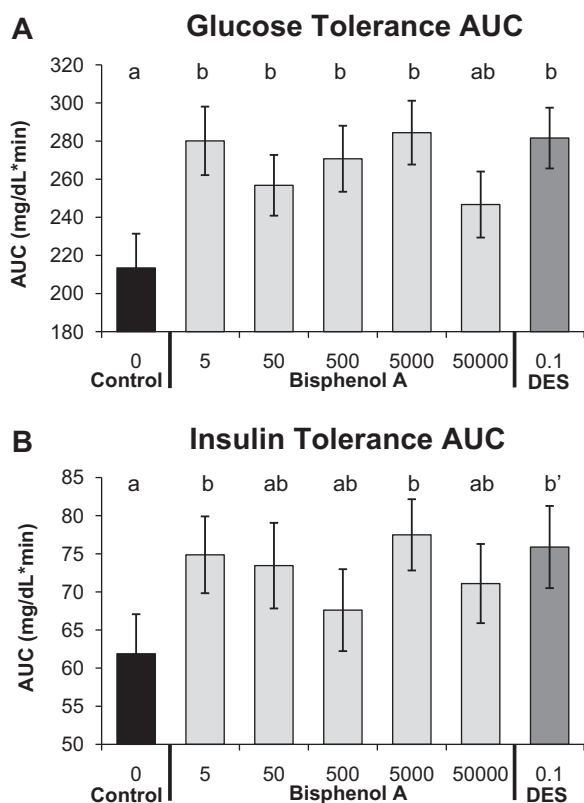 A Glucose Tolerance AUC
320
300
280
260
240
220
200
180
AUC (mg/dL*min)
a b b b b ab b
0 5 50 500 5000 50000 0.1
Control Bisphenol A DES
B Insulin Tolerance AUC
85
80
75
70
65
60
55
50
AUC (mg/dL*min)
a b ab ab b ab b’
0 5 50 500 5000 50000 0.1
Control Bisphenol A DES